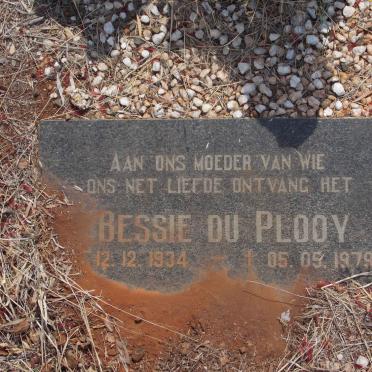 AAN ONS MOEDER VAN WIE
ONS NET LIEFDE ONTVANG HET
BESSIE DU PLOOY
12.12.1934 – † 05.09.1979